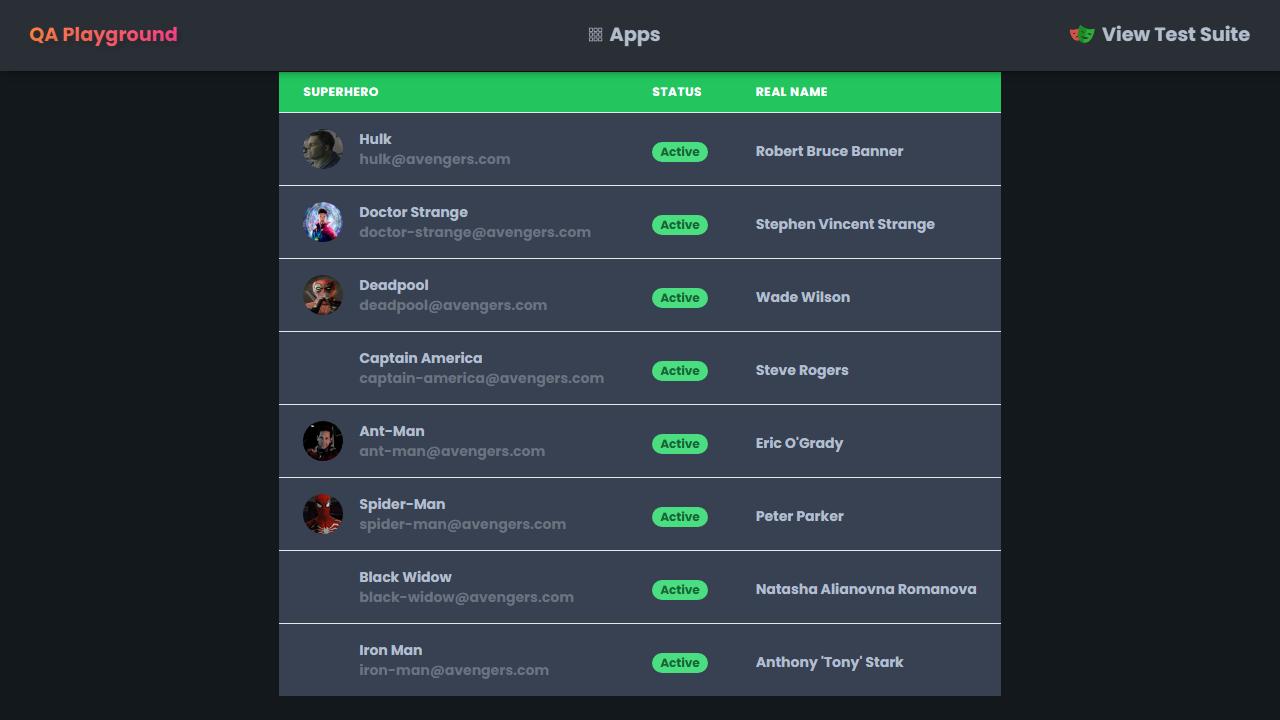 QA Playground
Apps
View Test Suite
SUPERHERO STATUS REAL NAME
Hulk
hulk@avengers.com
Active
Robert Bruce Banner
Doctor Strange
doctor-strange@avengers.com
Active
Stephen Vincent Strange
Deadpool
deadpool@avengers.com
Active
Wade Wilson
Captain America
captain-america@avengers.com
Active
Steve Rogers
Ant-Man
ant-man@avengers.com
Active
Eric O'Grady
Spider-Man
spider-man@avengers.com
Active
Peter Parker
Black Widow
black-widow@avengers.com
Active
Natasha Alianovna Romanova
Iron Man
iron-man@avengers.com
Active
Anthony 'Tony' Stark